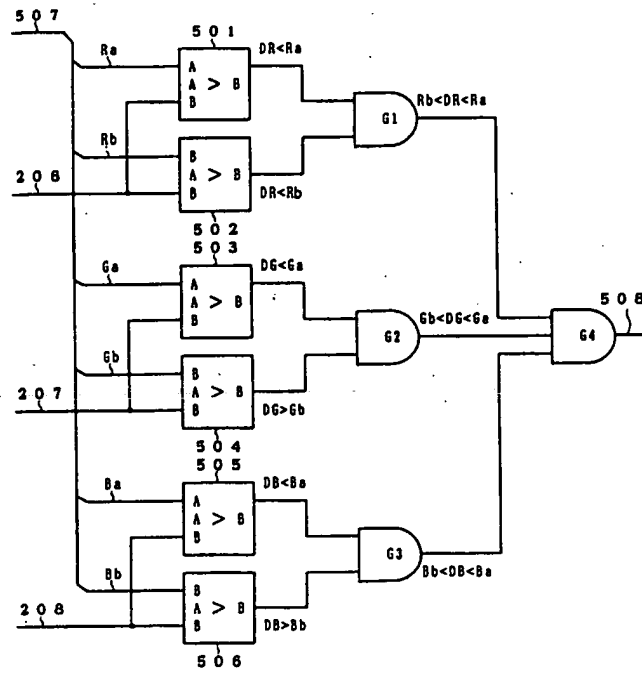 507
501
Ra
DR<Ra
A
A > B
B
G1
Rb<DR<Ra
Rb
B
A > B
B
DR<Rb
206
502
503
Ga
DG<Ga
A
A > B
B
508
G2
Gb<DG<Ga
G4
Gb
B
A > B
B
DG>Gb
207
504
505
Ba
DB<Ba
A
A > B
B
G3
Bb<DB<Ba
Bb
B
A > B
B
DB>Bb
208
506